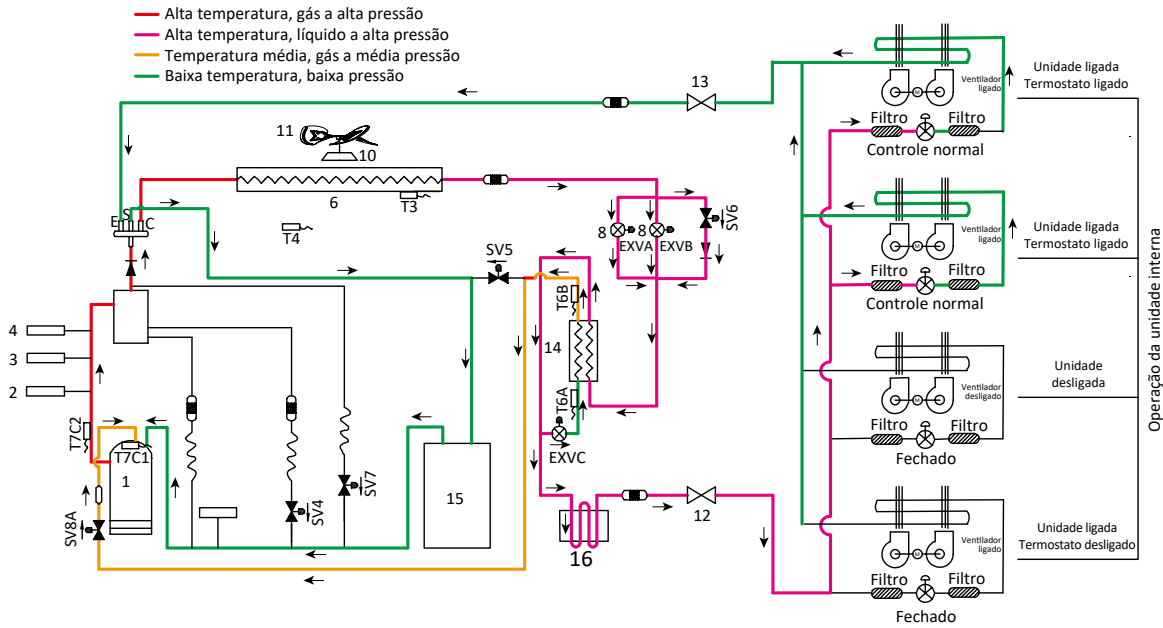 Alta temperatura, gás a alta pressão
Alta temperatura, líquido a alta pressão
Temperatura média, gás a média pressão
Baixa temperatura, baixa pressão
13
11
10
6
T3
T4
E
S
C
SV5
8
EXVA
8
EXVB
SV6
T6B
14
T6A
EXVC
4
3
2
T7C2
T7C1
1
SV8A
SV4
SV7
15
16
12
M
Ventilador
ligado
Unidade ligada
Termostato ligado
Filtro
Filtro
Controle normal
M
Ventilador
ligado
Unidade ligada
Termostato ligado
Filtro
Filtro
Controle normal
M
Ventilador
desligado
Unidade
desligada
Filtro
Filtro
Fechado
M
Ventilador
ligado
Unidade ligada
Termostato desligado
Filtro
Filtro
Fechado
Operação da unidade interna